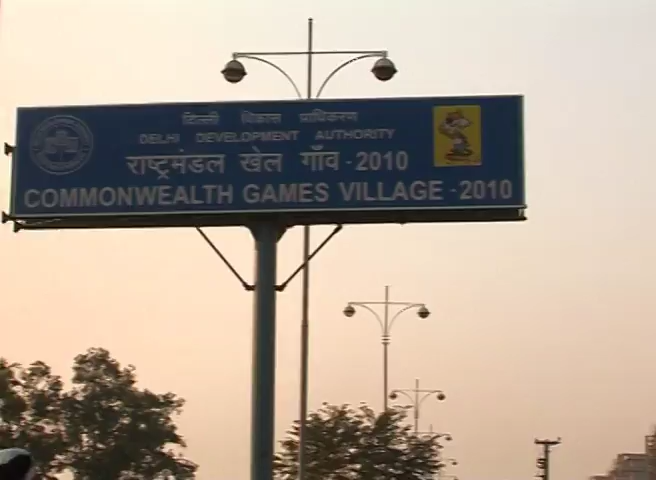 दिल्ली विकास प्राधिकरण
DELHI DEVELOPMENT AUTHORITY
राष्ट्रमंडल खेल गाँव - 2010
COMMONWEALTH GAMES VILLAGE - 2010